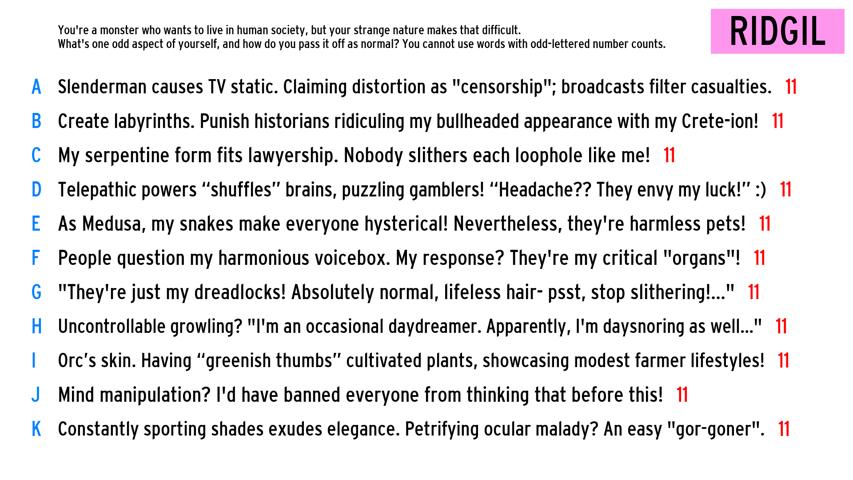 You're a monster who wants to live in human society, but your strange nature makes that difficult.
What's one odd aspect of yourself, and how do you pass it off as normal? You cannot use words with odd-lettered number counts.
RIDGIL
A Slenderman causes TV static. Claiming distortion as "censorship"; broadcasts filter casualties. 11
B Create labyrinths. Punish historians ridiculing my bullheaded appearance with my Crete-ion! 11
C My serpentine form fits lawyership. Nobody slithers each loophole like me! 11
D Telepathic powers “shuffles” brains, puzzling gamblers! “Headache?? They envy my luck!” :) 11
E As Medusa, my snakes make everyone hysterical! Nevertheless, they're harmless pets! 11
F People question my harmonious voicebox. My response? They're my critical "organs"! 11
G "They're just my dreadlocks! Absolutely normal, lifeless hair- psst, stop slithering!..." 11
H Uncontrollable growling? "I'm an occasional daydreamer. Apparently, I'm daysnoring as well..." 11
I Orc’s skin. Having “greenish thumbs” cultivated plants, showcasing modest farmer lifestyles! 11
J Mind manipulation? I'd have banned everyone from thinking that before this! 11
K Constantly sporting shades exudes elegance. Petrifying ocular malady? An easy "gor-goner". 11